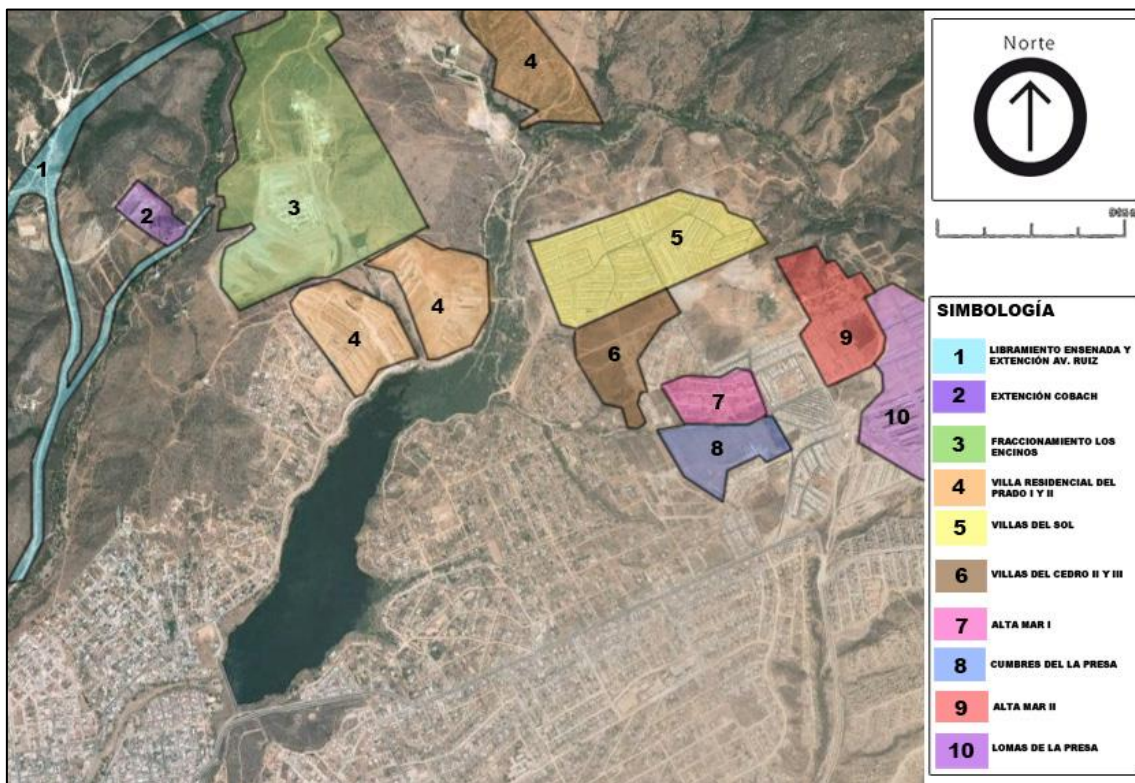 1
2
3
4
4
4
5
6
7
8
9
10
Norte
SIMBOLOGÍA
1 LIBRAMIENTO ENSENADA Y
EXTENCIÓN AV. RUIZ
2 EXTENCIÓN COBACH
3 FRACCIONAMIENTO LOS
ENCINOS
4 VILLA RESIDENCIAL DEL
PRADO I Y II
5 VILLAS DEL SOL
6 VILLAS DEL CEDRO II Y III
7 ALTA MAR I
8 CUMBRES DEL LA PRESA
9 ALTA MAR II
10 LOMAS DE LA PRESA